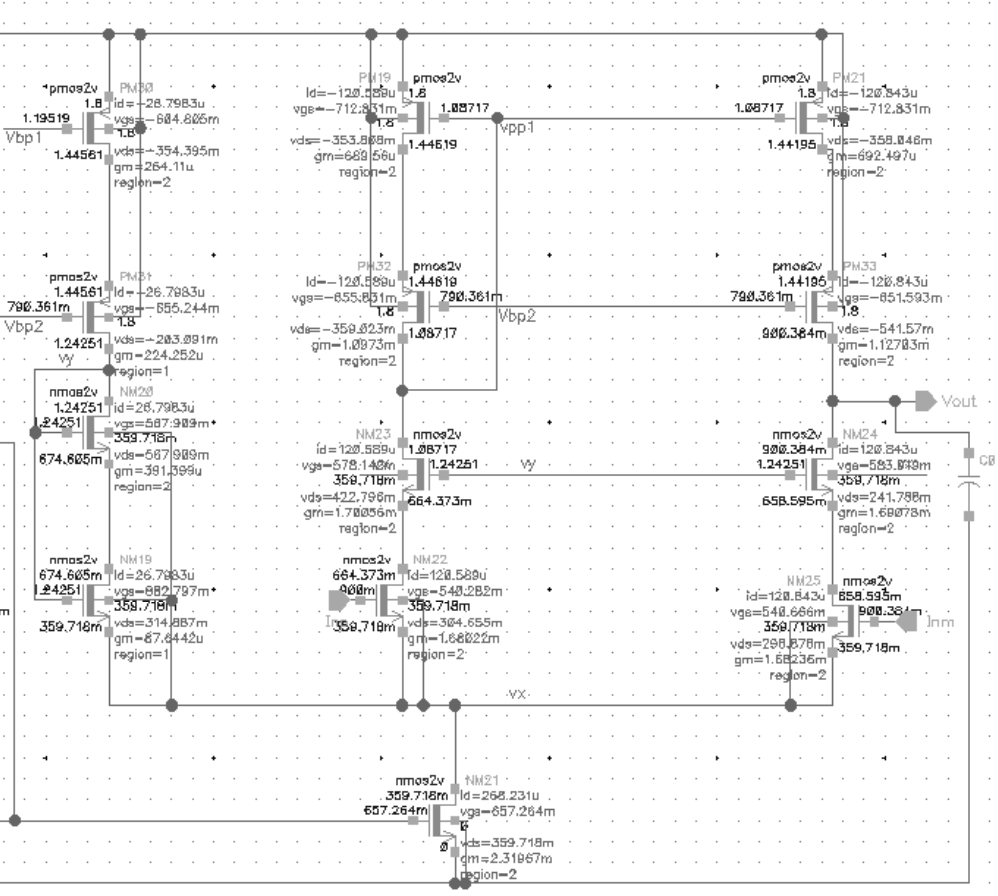 pmos2v PM30
1.8 id=-26.7983u
vgs=-604.805m
1.19519 1.8
Vbp1
vds=-354.395m
1.44561 gm=264.11u
region=2
PM19 pmos2v
id=-120.589u 1.8
vgs=-712.831m
1.8 1.08717
vds=-353.808m
1.44619
region=2
vpp1
pmos2v PM21
1.8 id=-120.843u
vgs=-712.831m
1.08717 1.8
vds=-358.046m
1.44195 gm=692.497u
region=2
pmos2v PM31
1.44561 id=-26.7983u
vgs=-655.244m
790.361m 1.8
Vbp2
vds=-203.091m
1.24251 gm=224.252u
region=1
vy
PM32 pmos2v
id=-120.589u 1.44619
vgs=-655.831m
1.8 790.361m
Vbp2
vds=-359.023m
1.08717
gm=1.0973m
region=2
pmos2v PM33
1.44195 id=-120.843u
vgs=-651.593m
790.361m 1.8
vds=-541.57m
900.384m gm=1.12703m
region=2
nmos2v NM20
1.24251 id=26.7983u
vgs=567.909m
1.24251 359.718m
vds=567.909m
674.605m gm=391.399u
region=2
NM23 nmos2v
id=120.589u 1.08717
359.718m 1.24251
vds=422.796m
664.373m
region=2
vy
nmos2v NM24
900.384m id=120.843u
1.24251 359.718m
vds=241.788m
658.595m gm=1.69078m
region=2
Vout
C0
nmos2v NM19
674.605m id=26.7983u
vgs=882.797m
1.24251 359.718m
vds=314.887m
359.718m gm=87.6442u
region=1
nmos2v NM22
664.373m id=120.589u
900m vgs=540.282m
359.718m
vds=304.655m
359.718m gm=1.68022m
region=2
NM25 nmos2v
id=120.843u 658.595m
vgs=540.666m 900.384m
359.718m Inm
vds=298.876m
359.718m
gm=1.68236m
region=2
vx
nmos2v NM21
359.718m id=268.231u
657.264m vgs=657.264m
0
0 vds=359.718m
gm=2.31967m
region=2